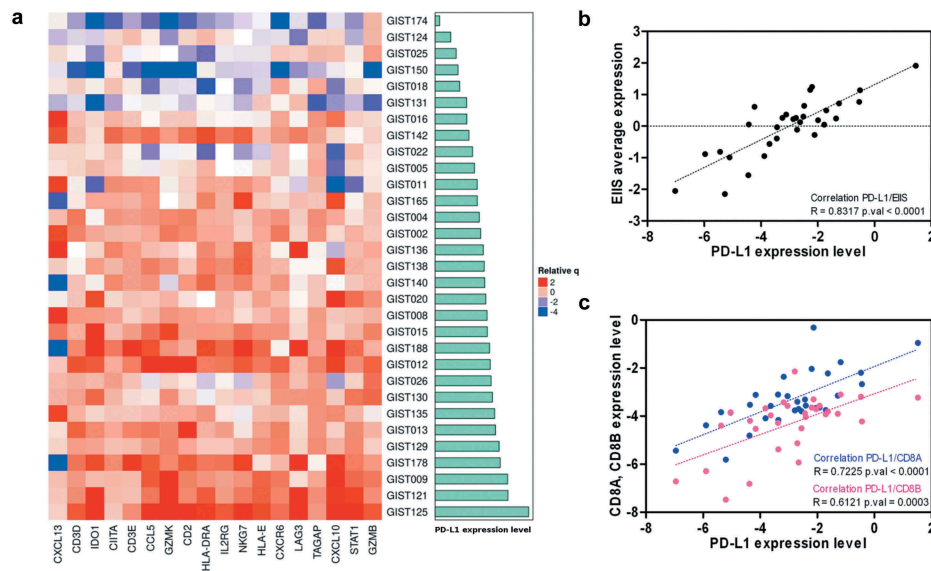 a
GIST174
GIST124
GIST025
GIST150
GIST018
GIST131
GIST016
GIST142
GIST022
GIST005
GIST011
GIST165
GIST004
GIST002
GIST136
GIST138
GIST140
GIST020
GIST008
GIST015
GIST188
GIST012
GIST026
GIST130
GIST135
GIST013
GIST129
GIST178
GIST009
GIST121
GIST125
CXCL13
CD3D
IDO1
CIITA
CD3E
CCL5
GZMK
CD2
HLA-DRA
IL2RG
NKG7
HLA-E
CXCR6
LAG3
TAGAP
CXCL10
STAT1
GZMB
PD-L1 expression level
Relative q
2
0
-2
-4
b
EIIS average expression
3
2
1
0
-1
-2
-3
-8
-6
-4
-2
0
2
Correlation PD-L1/EIIS
R = 0.8317 p.val < 0.0001
PD-L1 expression level
c
CD8A, CD8B expression level
0
-2
-4
-6
-8
-8
-6
-4
-2
0
2
Correlation PD-L1/CD8A
R = 0.7225 p.val < 0.0001
Correlation PD-L1/CD8B
R = 0.6121 p.val = 0.0003
PD-L1 expression level